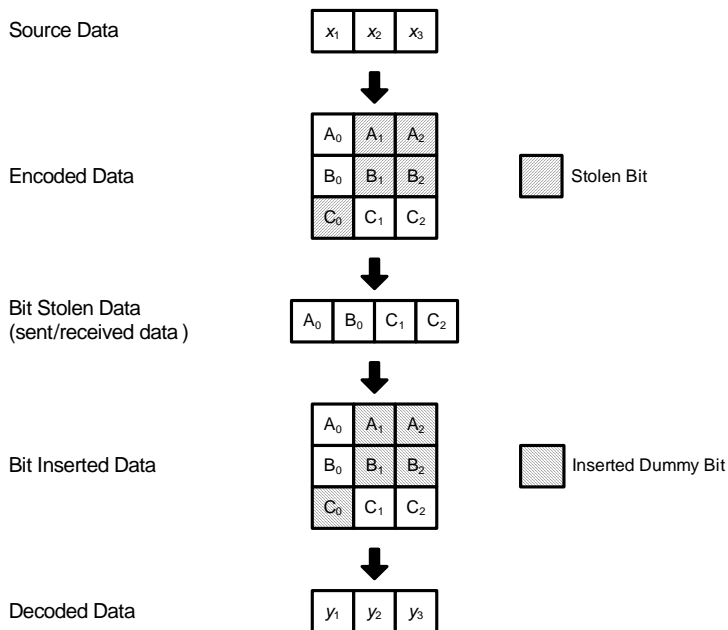 Source Data
x₁ x₂ x₃
A₀ A₁ A₂
Encoded Data
B₀ B₁ B₂
Stolen Bit
C₀ C₁ C₂
Bit Stolen Data
(sent/received data )
A₀ B₀ C₁ C₂
A₀ A₁ A₂
Bit Inserted Data
B₀ B₁ B₂
Inserted Dummy Bit
C₀ C₁ C₂
Decoded Data
y₁ y₂ y₃